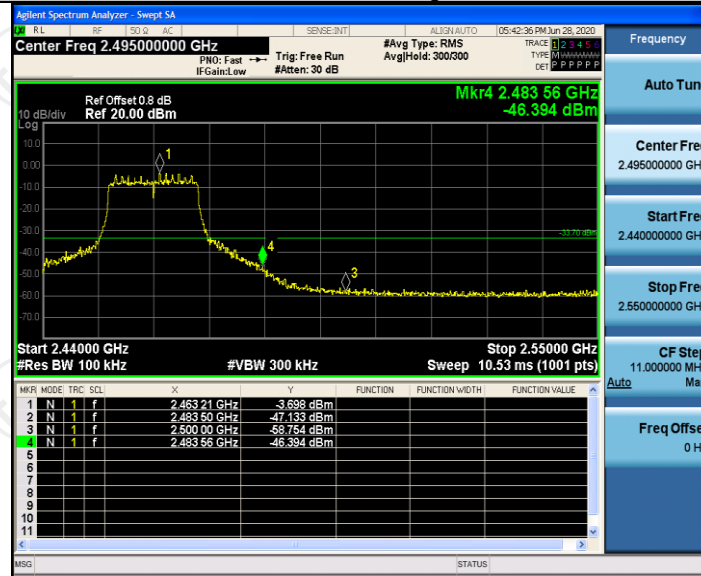 Agilent Spectrum Analyzer - Swept SA
RL RF 50 Ω AC SENSE:INT ALIGN AUTO 05:42:36 PM Jun 28, 2020
Center Freq 2.495000000 GHz #Avg Type: RMS TRACE 1 2 3 4 5 6
PNO: Fast Trig: Free Run Avg|Hold: 300/300 TYPE M
IFGain:Low #Atten: 30 dB DET P P P P P P
Mkr4 2.483 56 GHz
Ref Offset 0.8 dB
10 dB/div Ref 20.00 dBm -46.394 dBm
Log
10.0
0.00
-10.0
-20.0
-30.0
-40.0
-50.0
-60.0
-70.0
1
4
3
-33.70 dBm
Start 2.44000 GHz Stop 2.55000 GHz
#Res BW 100 kHz #VBW 300 kHz Sweep 10.53 ms (1001 pts)
MKR MODE TRC SCL X Y FUNCTION FUNCTION WIDTH FUNCTION VALUE
1 N 1 f 2.463 21 GHz -3.698 dBm
2 N 1 f 2.483 50 GHz -47.133 dBm
3 N 1 f 2.500 00 GHz -58.754 dBm
4 N 1 f 2.483 56 GHz -46.394 dBm
5
6
7
8
9
10
11
MSG STATUS
Frequency
Auto Tun
Center Fre
2.495000000 GH
Start Fre
2.440000000 GH
Stop Fre
2.550000000 GH
CF Step
11.000000 MH
Auto Ma
Freq Offse
0 H